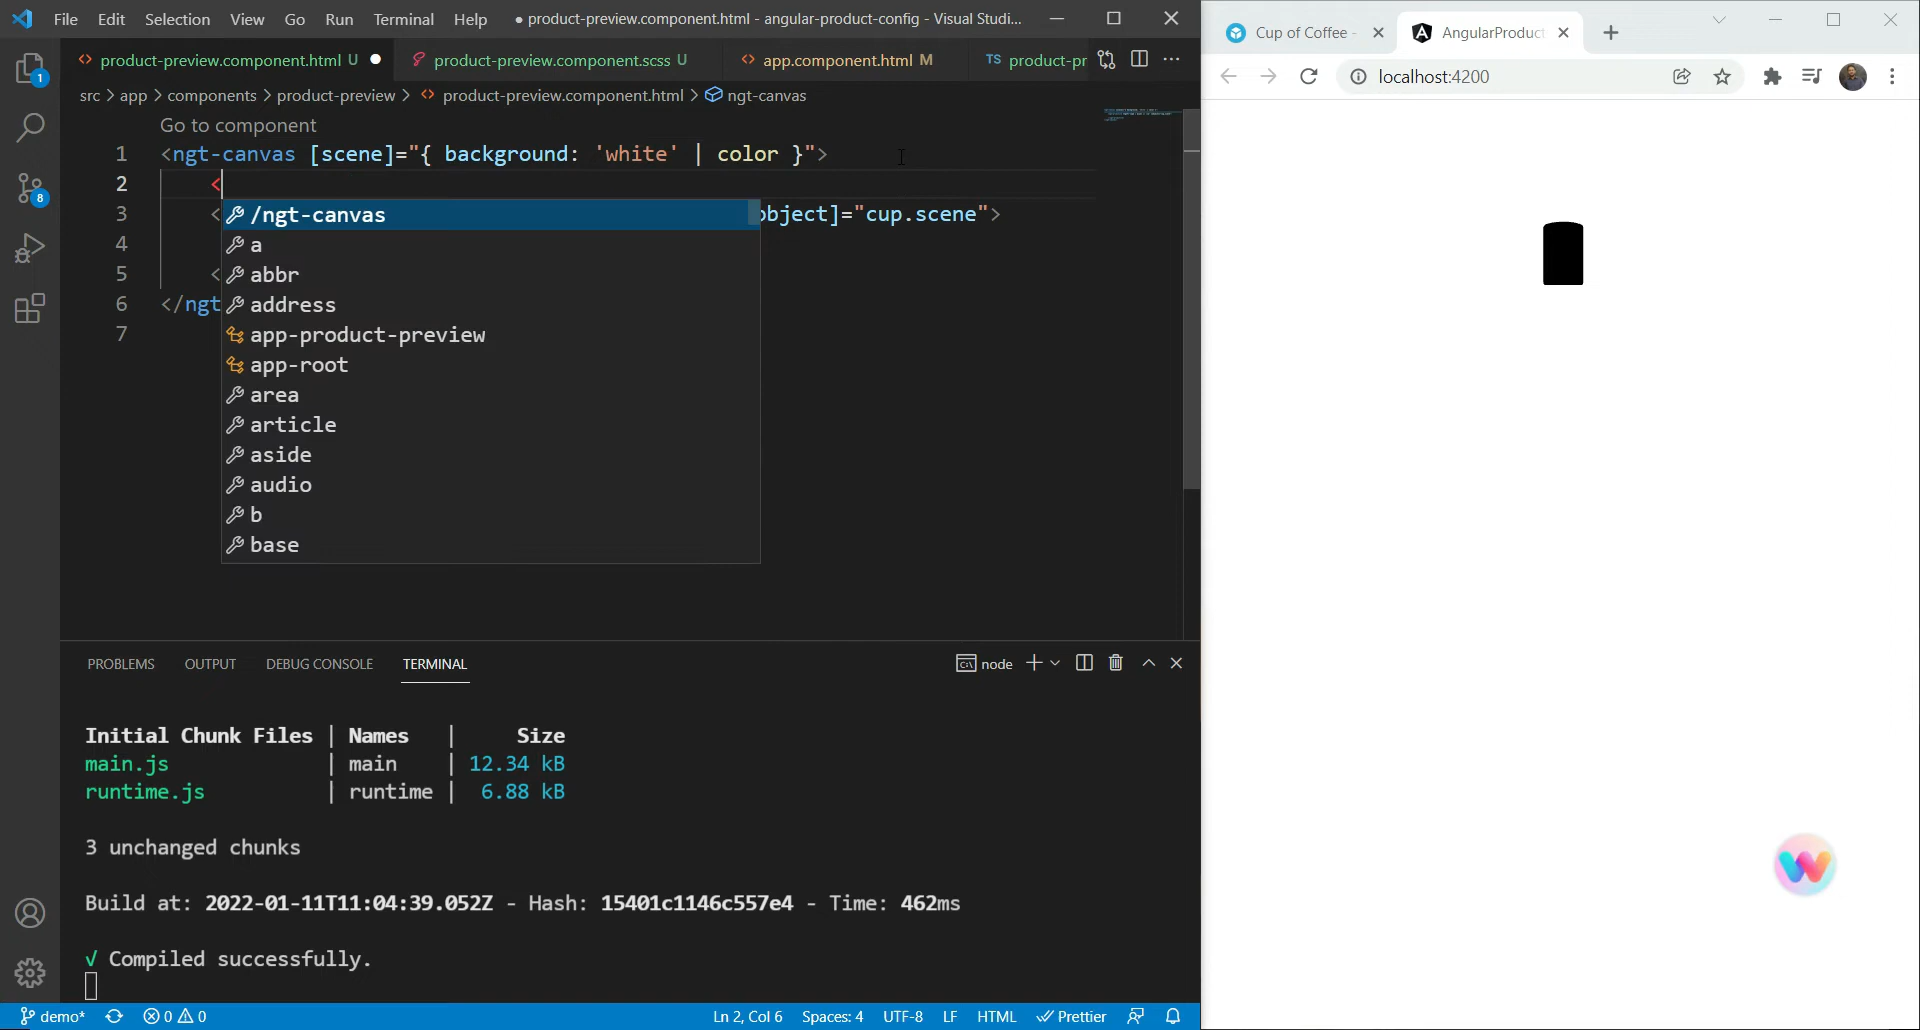 File Edit Selection View Go Run Terminal Help ● product-preview.component.html - angular-product-config - Visual Studi...
product-preview.component.html U ● product-preview.component.scss U app.component.html M TS product-pr ...
src > app > components > product-preview > product-preview.component.html > ngt-canvas
Go to component
1 <ngt-canvas [scene]="{ background: 'white' | color }">
2 <
3 < object]="cup.scene">
4
5 <
6 </ngt
7
/ngt-canvas
a
abbr
address
app-product-preview
app-root
area
article
aside
audio
b
base
PROBLEMS OUTPUT DEBUG CONSOLE TERMINAL node
Initial Chunk Files | Names | Size
main.js | main | 12.34 kB
runtime.js | runtime | 6.88 kB
3 unchanged chunks
Build at: 2022-01-11T11:04:39.052Z - Hash: 15401c1146c557e4 - Time: 462ms
√ Compiled successfully.
1
8
demo* 0 0 Ln 2, Col 6 Spaces: 4 UTF-8 LF HTML Prettier
Cup of Coffee - AngularProduct
localhost:4200
W